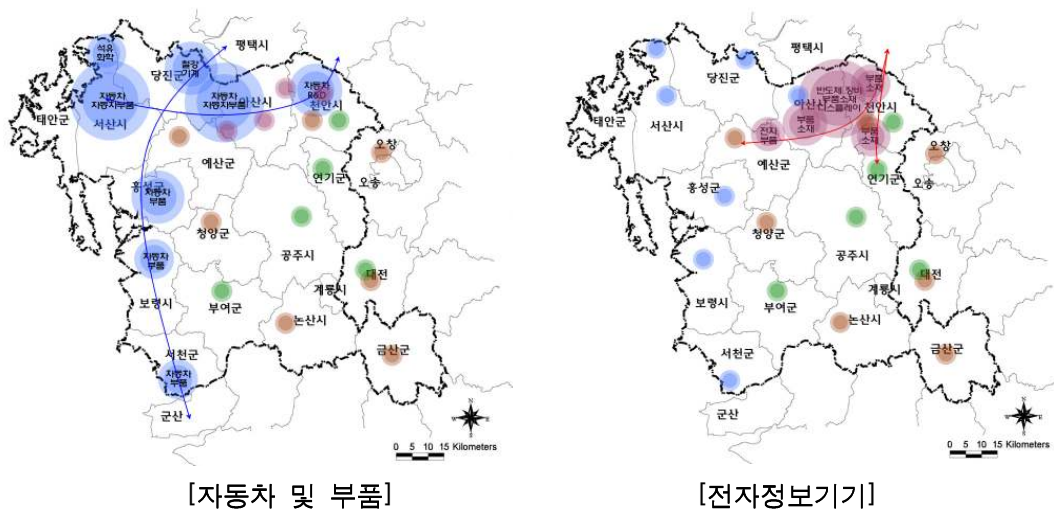 평택시
석유
화학
철강
기계
당진군
자동차
자동차부품
자동차
자동차부품
아산시
자동차
R&D
천안시
태안군
서산시
예산군
오창
연기군
오송
홍성군
자동차
부품
청양군
공주시
자동차
부품
대전
계룡시
보령시
부여군
논산시
서천군
금산군
자동차
부품
군산
N
0 5 10 15 Kilometers
[자동차 및 부품]
평택시
당진군
부품
소재
반도체, 장비
부품소재
아산시
천안시
태안군
서산시
전자
부품
부품
소재
부품
소재
예산군
오창
연기군
오송
홍성군
청양군
공주시
대전
계룡시
보령시
부여군
논산시
서천군
금산군
군산
N
0 5 10 15 Kilometers
[전자정보기기]